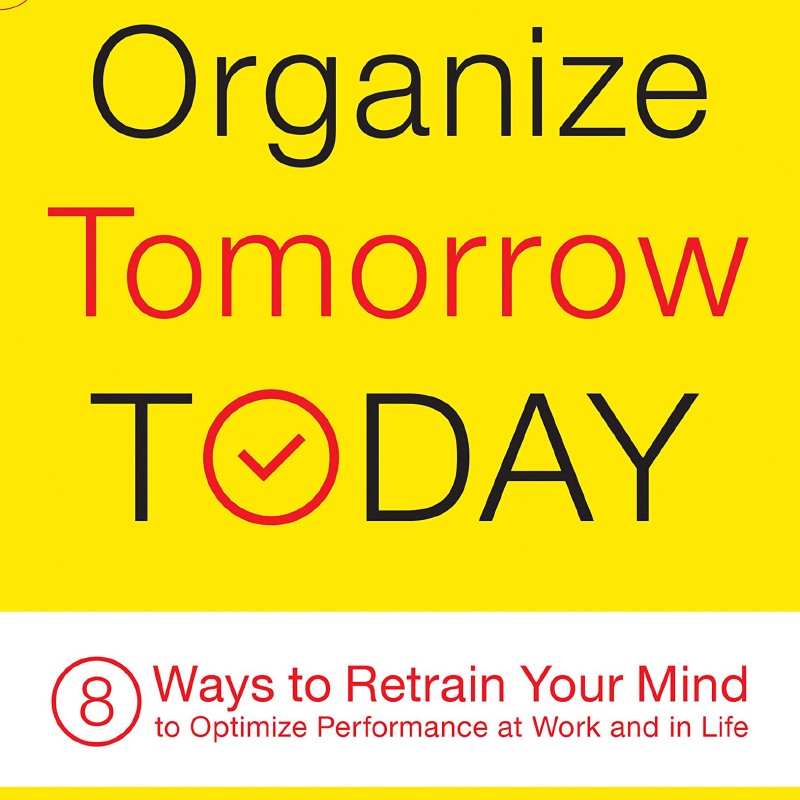 Organize
Tomorrow
TODAY
8 Ways to Retrain Your Mind
to Optimize Performance at Work and in Life